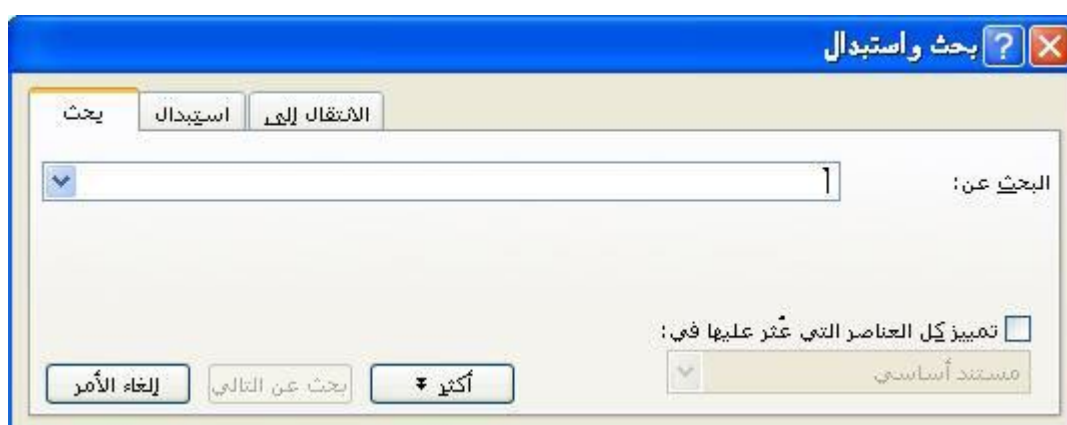 بحث واستبدال
بحث استبدال الانتقال إلى
البحث عن:
تمييز كل العناصر التي عُثر عليها في:
مستند أساسي
أكثر بحث عن التالي إلغاء الأمر